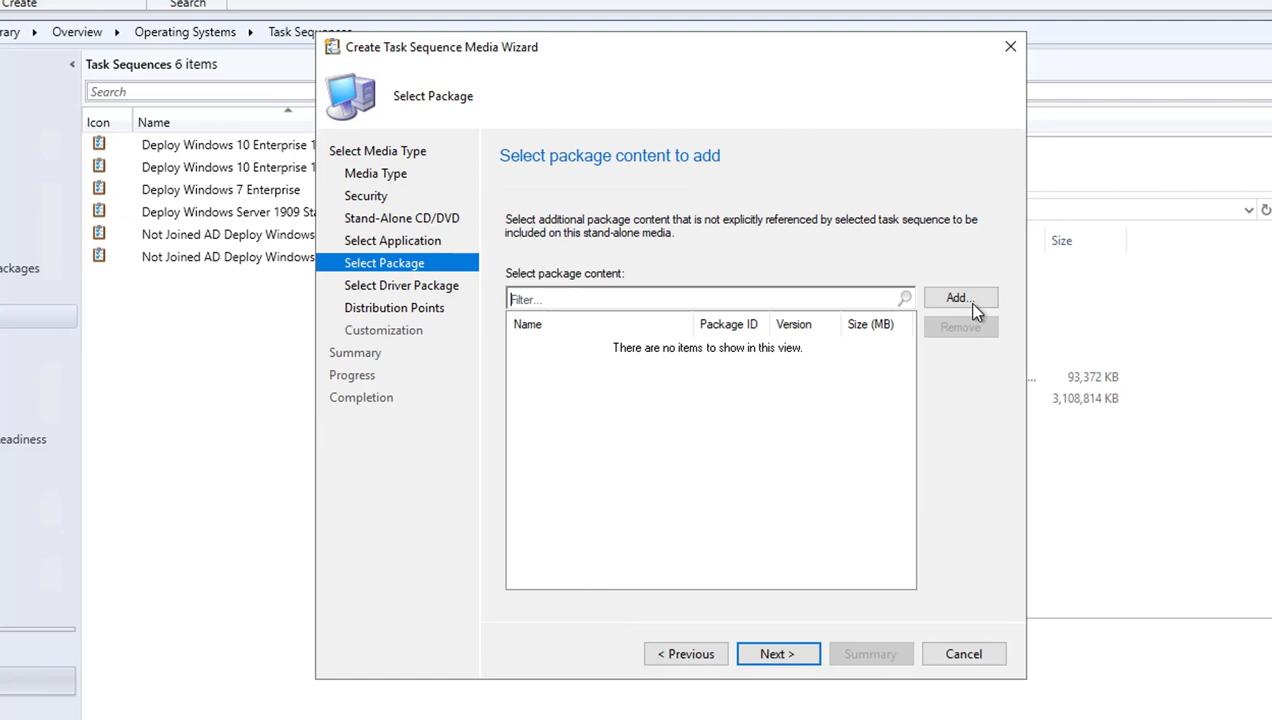 Create
Search
rary
Overview
Operating Systems
Task Sequences
Task Sequences 6 items
Search
Icon
Name
Deploy Windows 10 Enterprise 1
Deploy Windows 10 Enterprise 1
Deploy Windows 7 Enterprise
Deploy Windows Server 1909 Sta
Not Joined AD Deploy Windows
Not Joined AD Deploy Windows
ackages
eadiness
Create Task Sequence Media Wizard
Select Package
Select Media Type
Media Type
Security
Stand-Alone CD/DVD
Select Application
Select Package
Select Driver Package
Distribution Points
Customization
Summary
Progress
Completion
Select package content to add
Select additional package content that is not explicitly referenced by selected task sequence to be
included on this stand-alone media.
Select package content:
Filter...
Add...
Remove
Name
Package ID
Version
Size (MB)
There are no items to show in this view.
< Previous
Next >
Summary
Cancel
Size
... 93,372 KB
3,108,814 KB